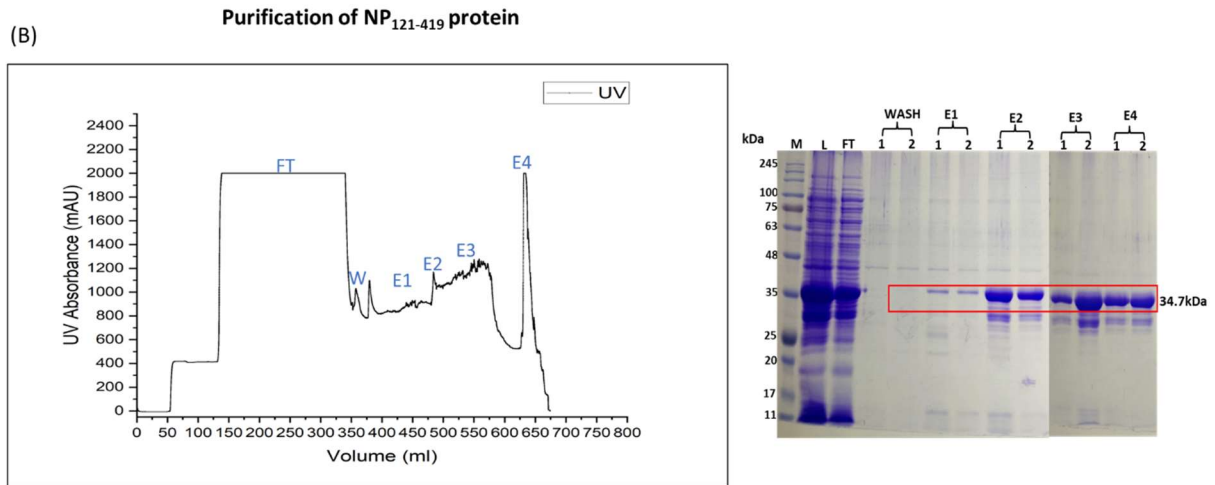 Purification of NP121-419 protein
(B)
UV
2400
2200
2000
1800
1600
1400
1200
1000
800
600
400
200
0
UV Absorbance (mAU)
FT
W
E1
E2
E3
E4
0 50 100 150 200 250 300 350 400 450 500 550 600 650 700 750 800
Volume (ml)
WASH E1 E2 E3 E4
kDa M L FT 1 2 1 2 1 2 1 2 1 2
245
100
75
63
48
35
25
20
17
11
34.7kDa